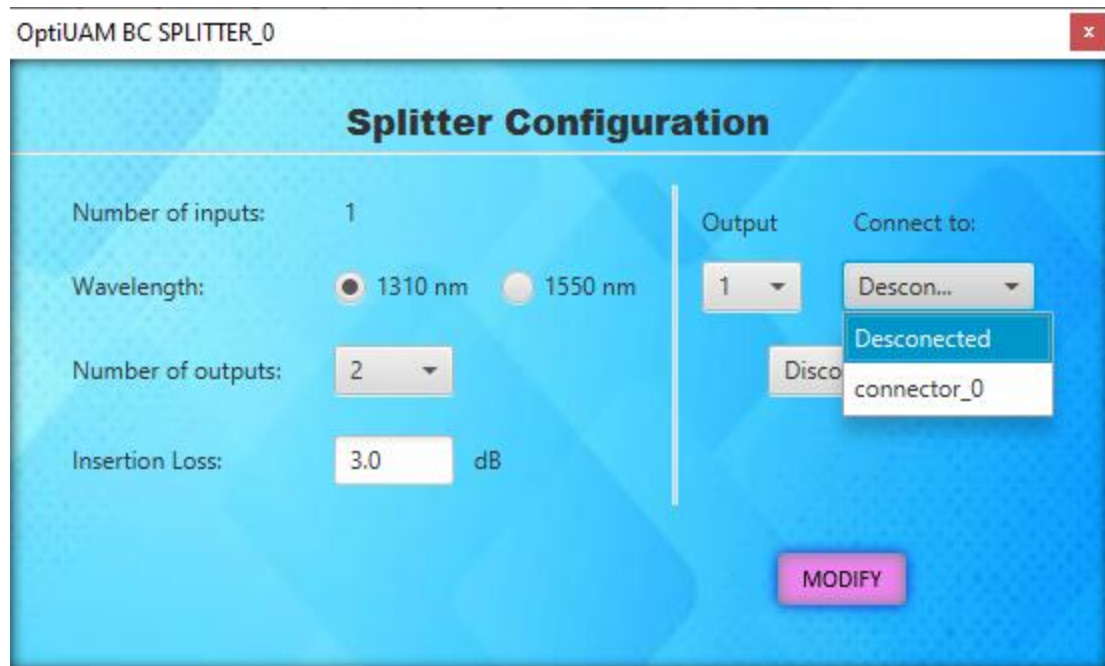 OptiUAM BC SPLITTER_0
x
Splitter Configuration
Number of inputs: 1
Wavelength: 1310 nm 1550 nm
Number of outputs: 2
Insertion Loss: 3.0 dB
Output Connect to:
1 Descon...
Desconected
Disco
connector_0
MODIFY